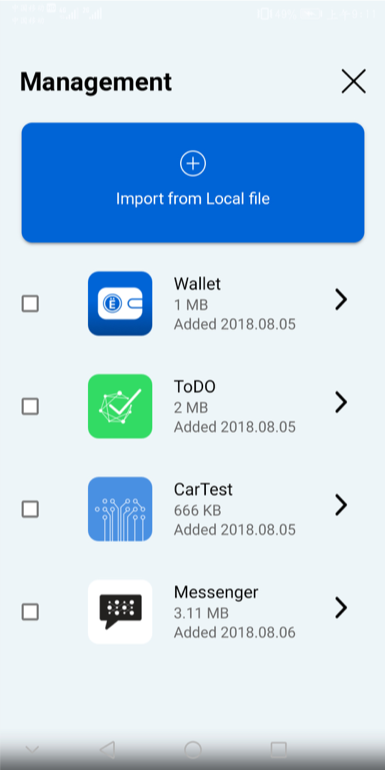 Management
Import from Local file
Wallet
1 MB
Added 2018.08.05
ToDO
2 MB
Added 2018.08.05
CarTest
666 KB
Added 2018.08.05
Messenger
3.11 MB
Added 2018.08.06